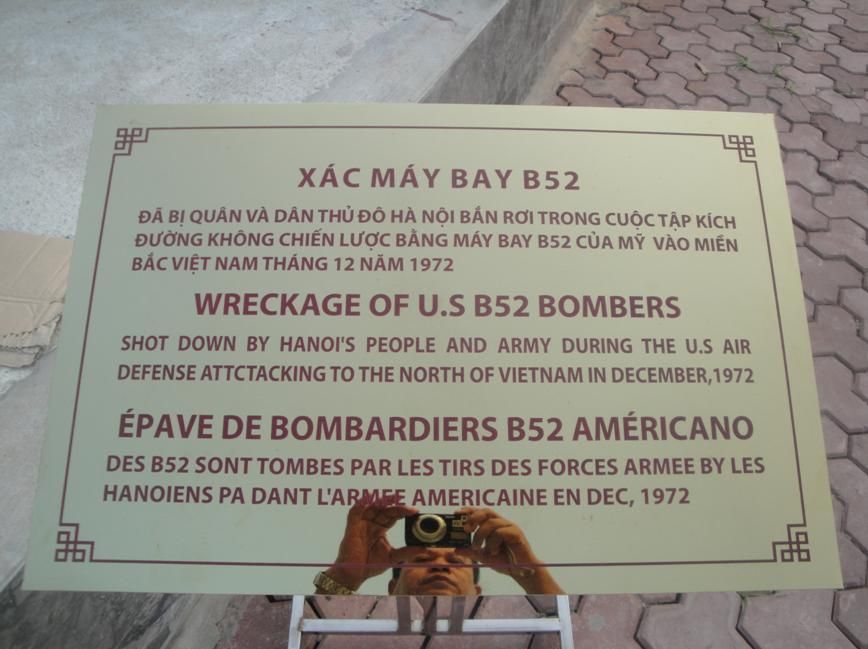 XÁC MÁY BAY B52
ĐÃ BỊ QUÂN VÀ DÂN THỦ ĐÔ HÀ NỘI BẮN RƠI TRONG CUỘC TẬP KÍCH
ĐƯỜNG KHÔNG CHIẾN LƯỢC BẰNG MÁY BAY B52 CỦA MỸ VÀO MIỀN
BẮC VIỆT NAM THÁNG 12 NĂM 1972
WRECKAGE OF U.S B52 BOMBERS
SHOT DOWN BY HANOI'S PEOPLE AND ARMY DURING THE U.S AIR
DEFENSE ATTCTACKING TO THE NORTH OF VIETNAM IN DECEMBER,1972
ÉPAVE DE BOMBARDIERS B52 AMÉRICANO
DES B52 SONT TOMBES PAR LES TIRS DES FORCES ARMEE BY LES
HANOIENS PA DANT L'ARMEE AMERICAINE EN DEC, 1972